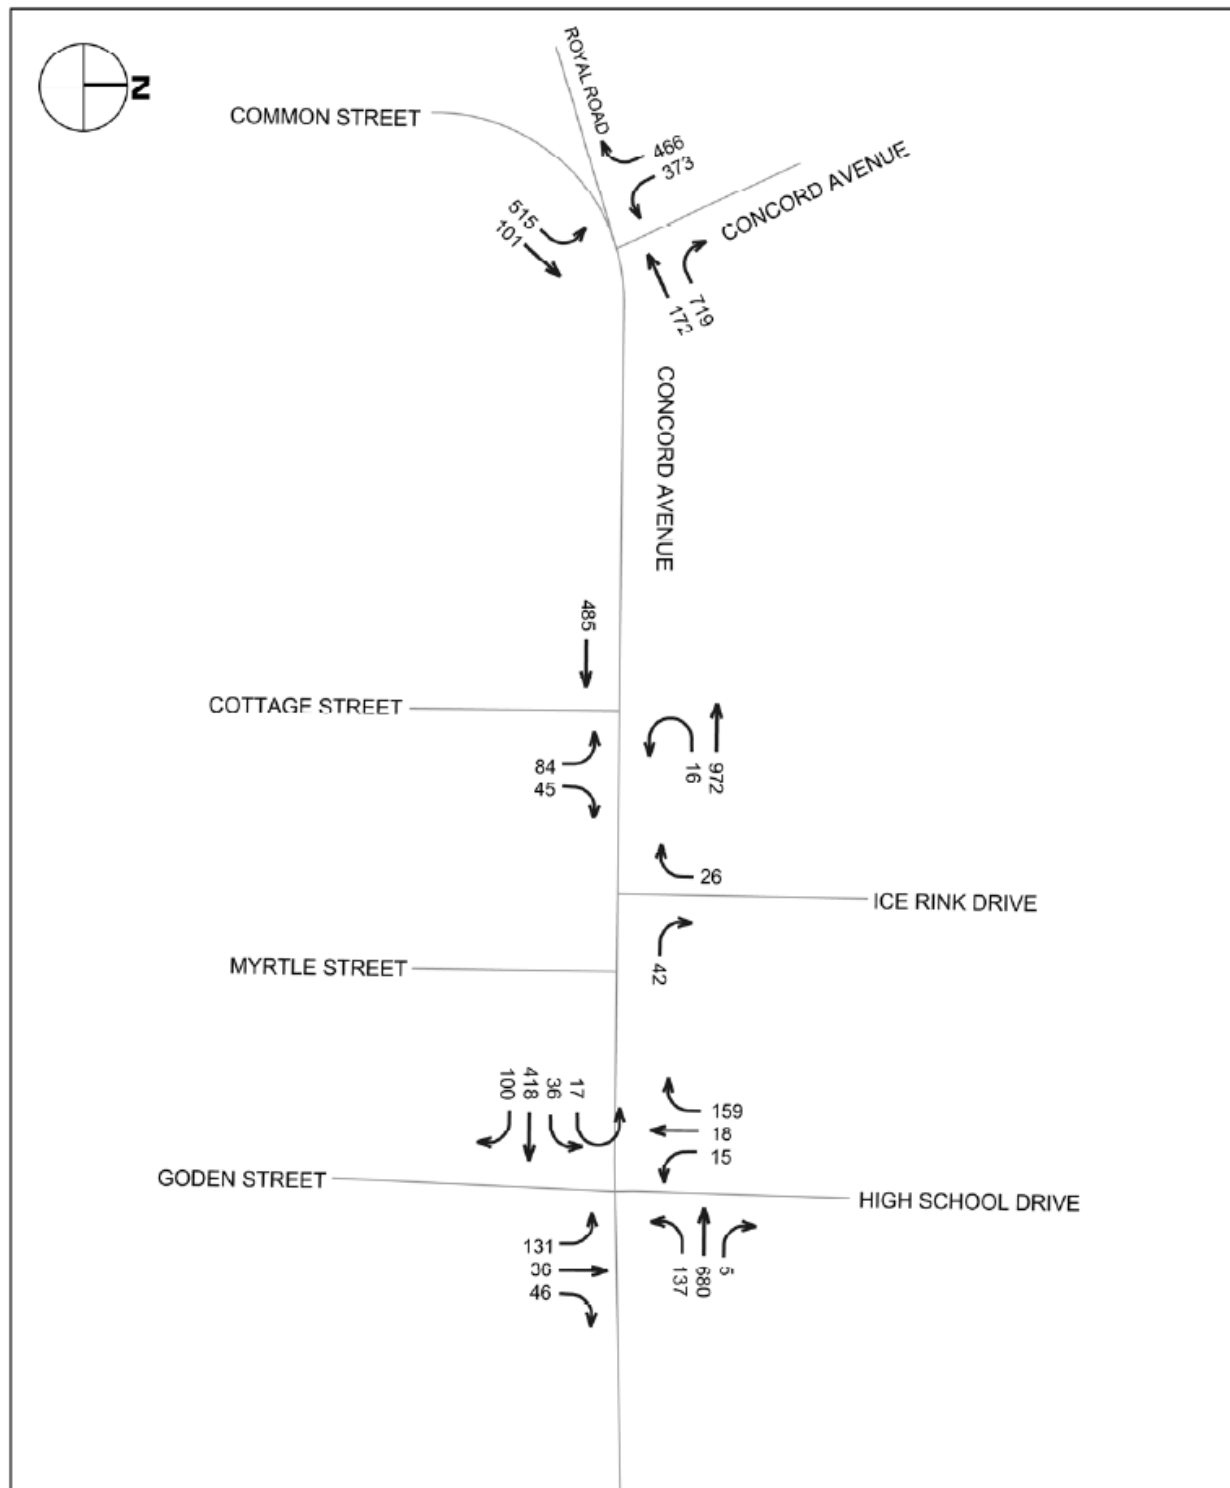 N
ROYAL ROAD
COMMON STREET
466
373
CONCORD AVENUE
515
101
719
172
CONCORD AVENUE
485
COTTAGE STREET
84
45
16
972
26
ICE RINK DRIVE
42
MYRTLE STREET
100
418
36
17
159
18
15
GODEN STREET
HIGH SCHOOL DRIVE
131
46
137
680
5